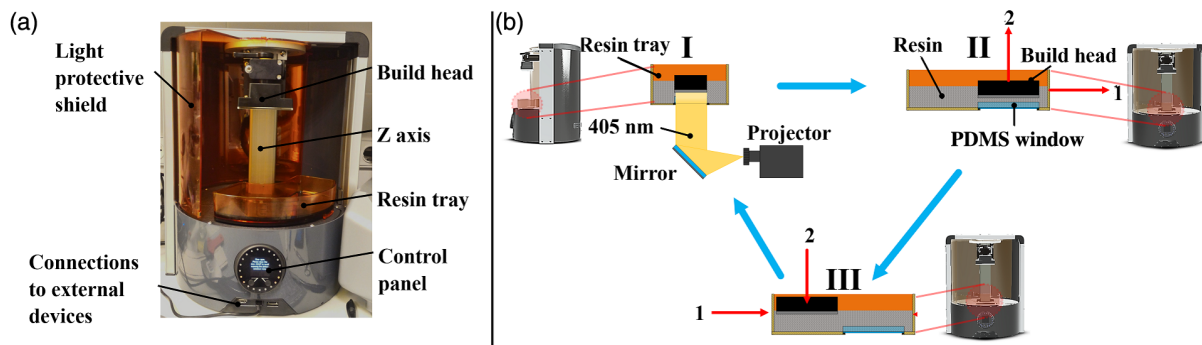 (a)
Light
protective
shield
Build head
Z axis
Resin tray
Control
panel
Connections
to external
devices
(b)
Resin tray
I
405 nm
Projector
Mirror
Resin
II
2
Build head
1
PDMS window
2
III
1